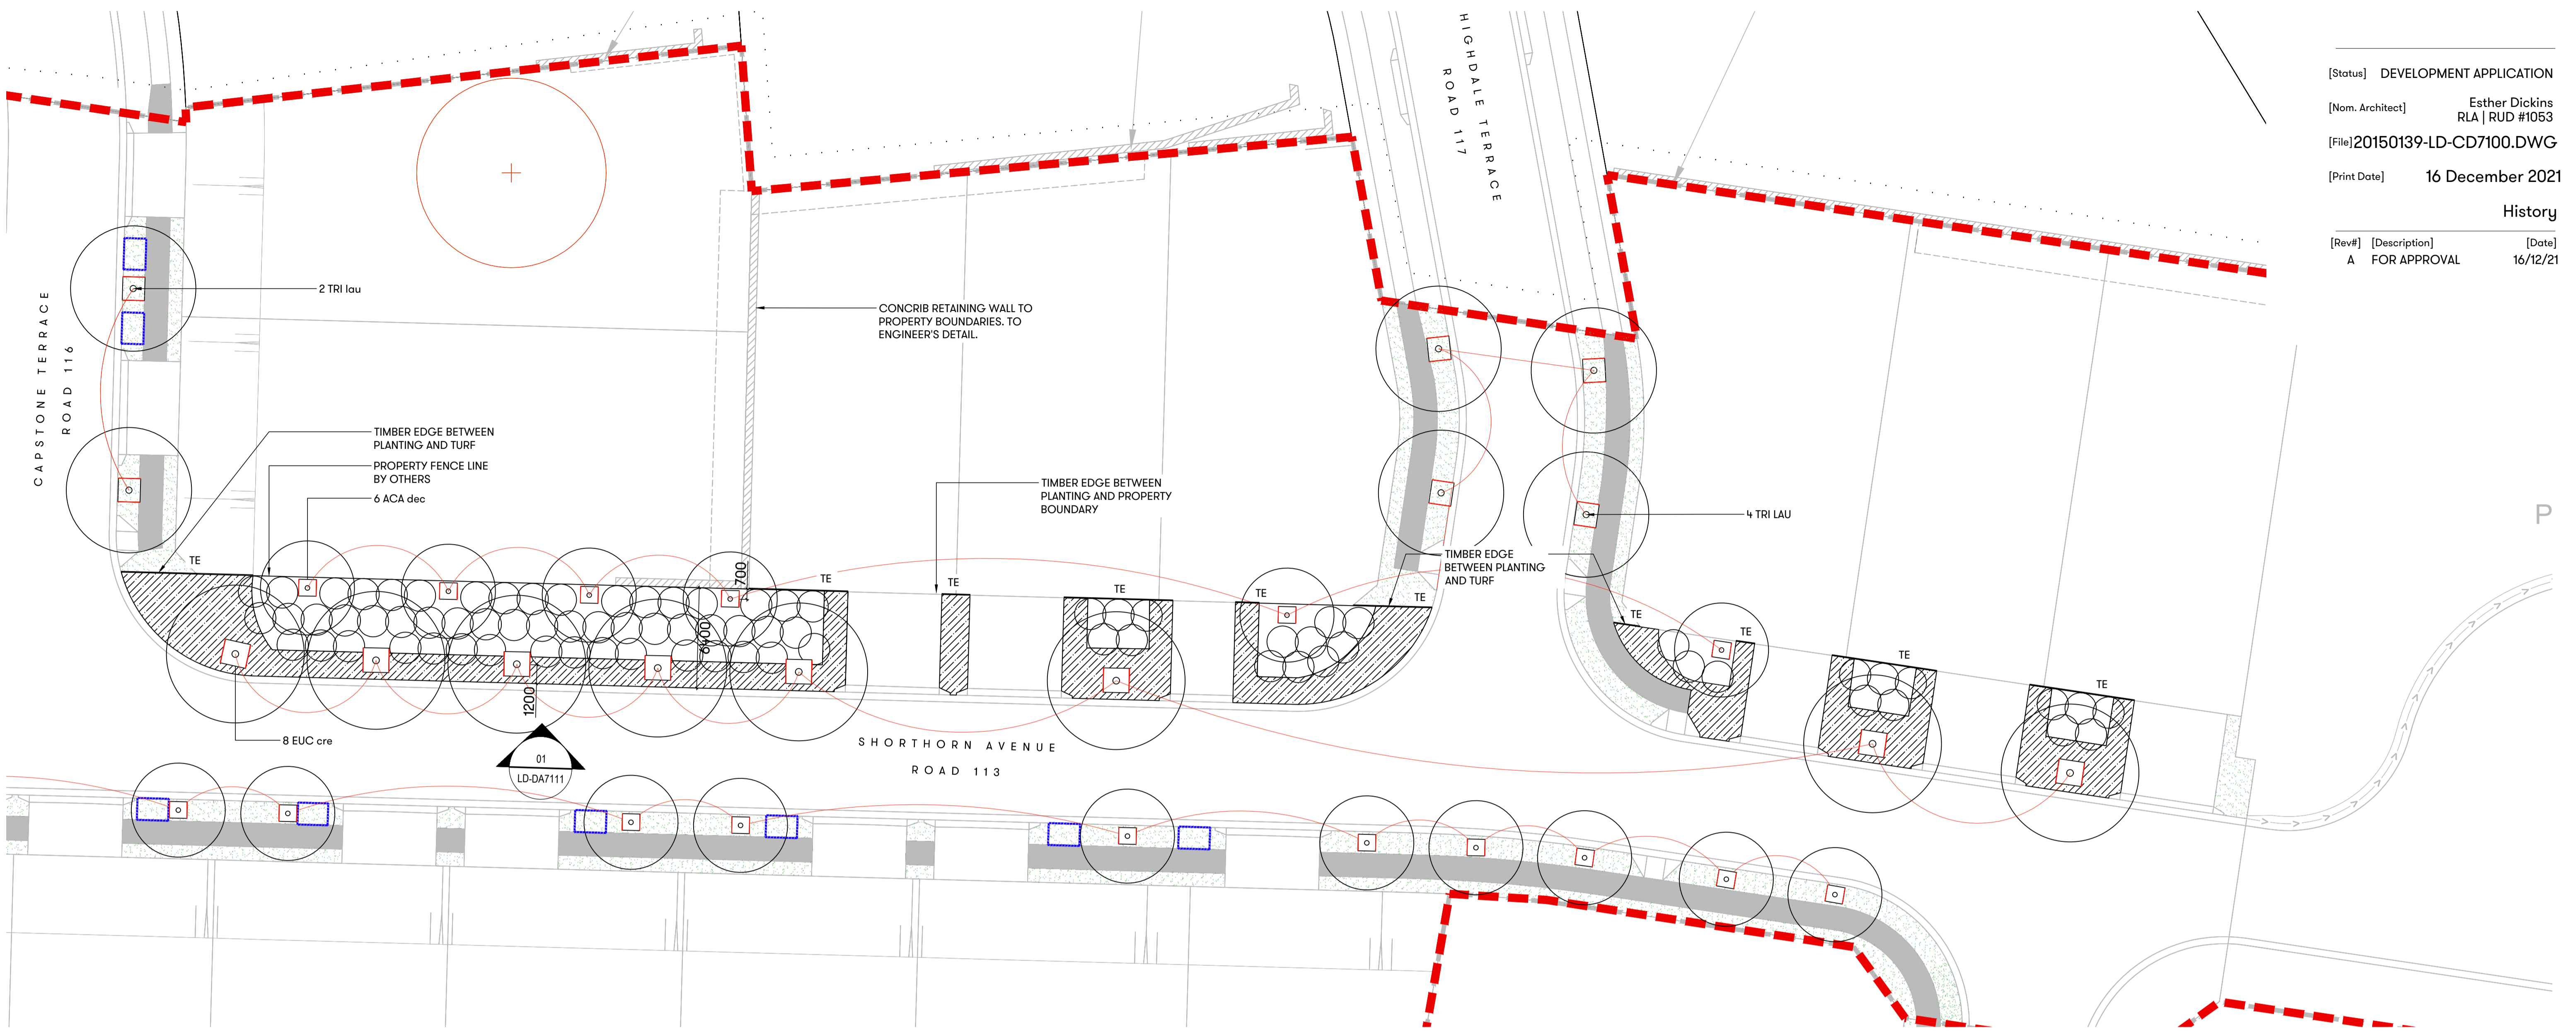 HIGHDALE TERRACE
ROAD 117
[Status] DEVELOPMENT APPLICATION
[Nom. Architect] Esther Dickins
RLA | RUD #1053
[File] 20150139-LD-CD7100.DWG
[Print Date] 16 December 2021
History
[Rev#] [Description] [Date]
A FOR APPROVAL 16/12/21
CAPSTONE TERRACE
ROAD 116
2 TRI lau
CONCRIB RETAINING WALL TO
PROPERTY BOUNDARIES. TO
ENGINEER'S DETAIL.
TIMBER EDGE BETWEEN
PLANTING AND TURF
PROPERTY FENCE LINE
BY OTHERS
6 ACA dec
TIMBER EDGE BETWEEN
PLANTING AND PROPERTY
BOUNDARY
4 TRI LAU
P
TIMBER EDGE
BETWEEN PLANTING
AND TURF
TE
700
TE
TE
TE
TE
TE
TE
TE
TE
TE
1200
8 EUC cre
01
LD-DA7111
SHORTHORN AVENUE
ROAD 113